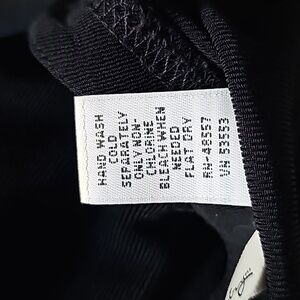 HAND WASH
COLD
SEPARATELY
ONLY NON-
CHLORINE
BLEACH WHEN
NEEDED
FLAT DRY
RN-48557
VN 53553